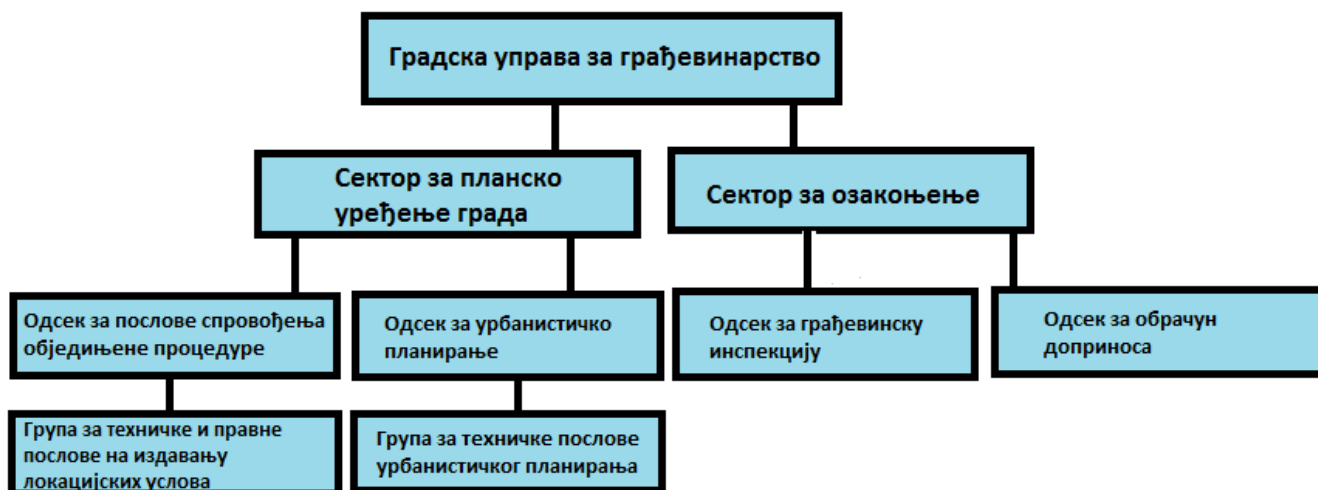 Градска управа за грађевинарство
Сектор за планско
уређење града
Сектор за озакоњење
Одсек за послове спровођења
обједињене процедуре
Одсек за урбанистичко
планирање
Одсек за грађевинску
инспекцију
Одсек за обрачун
доприноса
Група за техничке и правне
послове на издавању
локацијских услова
Група за техничке послове
урбанистичког планирања